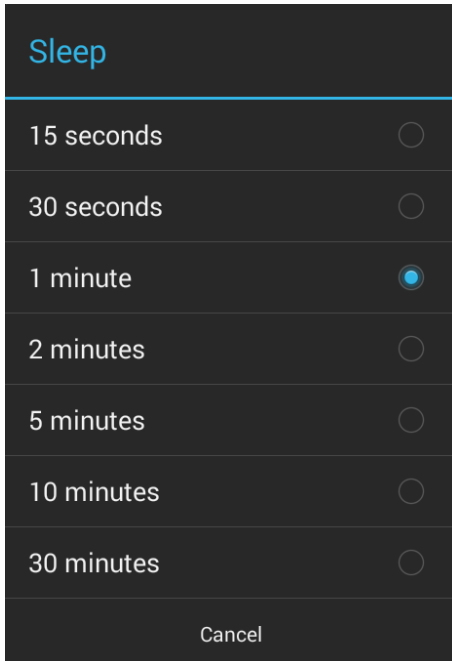 Sleep
15 seconds
30 seconds
1 minute
2 minutes
5 minutes
10 minutes
30 minutes
Cancel